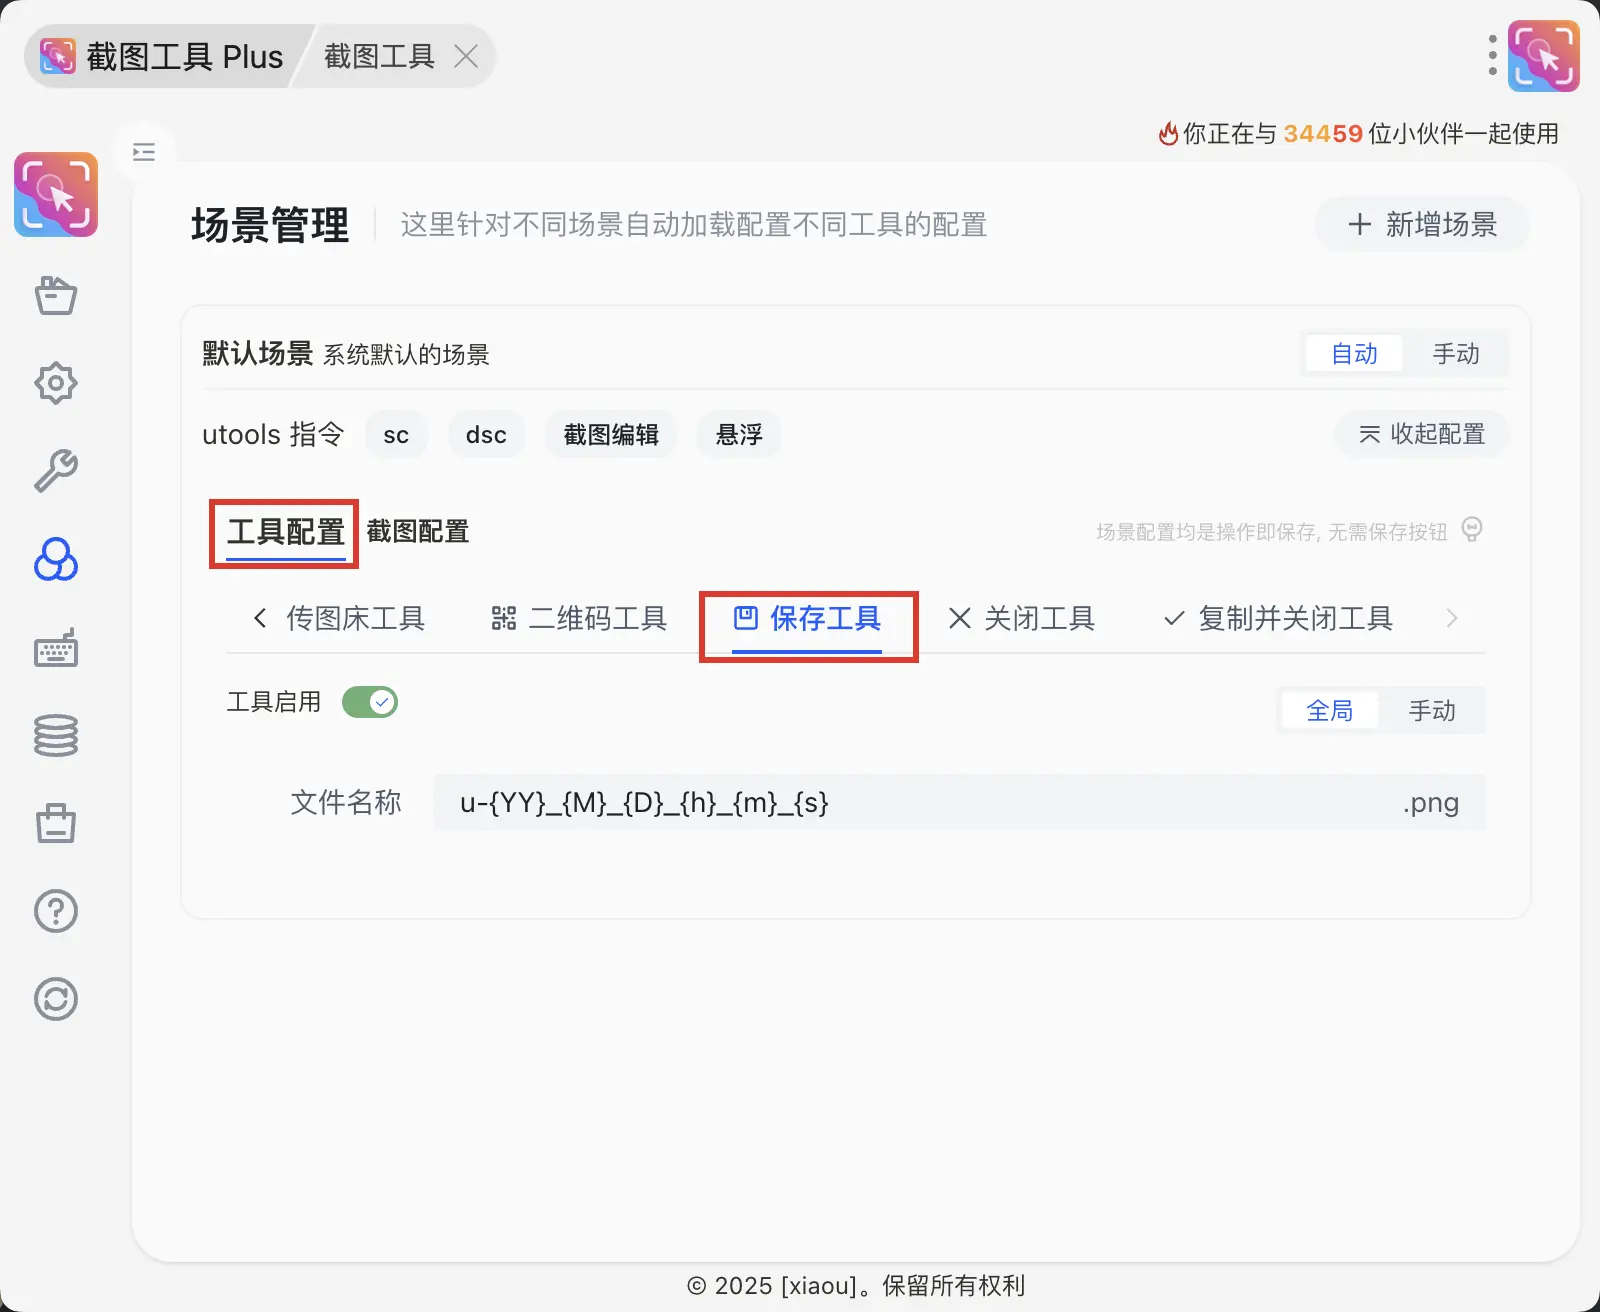 截图工具 Plus 截图工具
你正在与 34459 位小伙伴一起使用
场景管理 这里针对不同场景自动加载配置不同工具的配置 新增场景
默认场景 系统默认的场景 自动 手动
utools 指令 sc dsc 截图编辑 悬浮 收起配置
工具配置 截图配置 场景配置均是操作即保存, 无需保存按钮
传图床工具 二维码工具 保存工具 关闭工具 复制并关闭工具
工具启用 全局 手动
文件名称 u-{YY}_{M}_{D}_{h}_{m}_{s} .png
© 2025 [xiaou]。保留所有权利